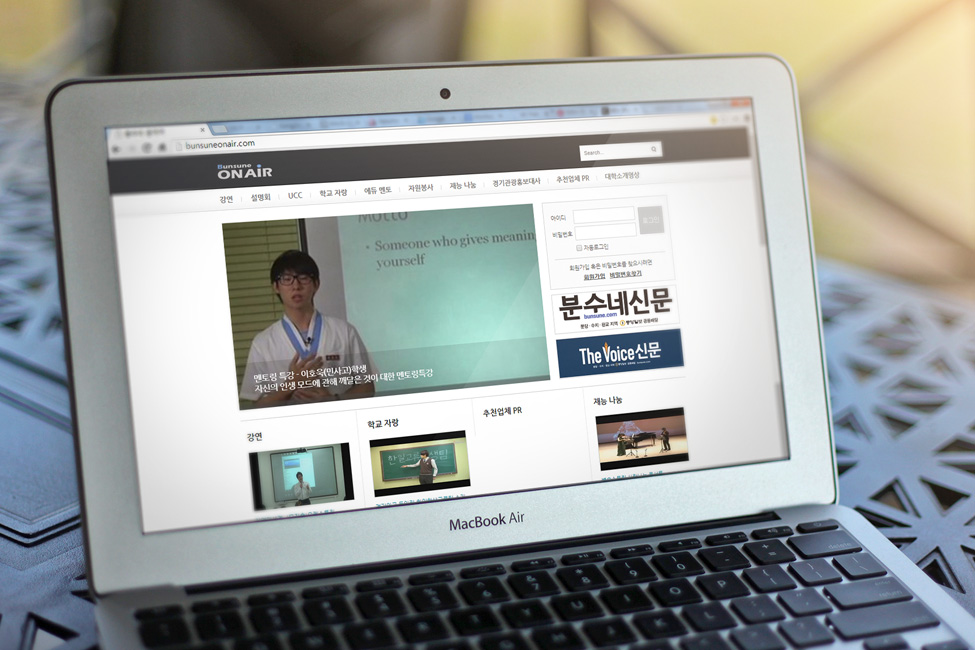 bunsuneonair.com
Bunsune
ONAIR
Search...
강연
설명회
UCC
학교 자랑
에듀 멘토
자원봉사
재능 나눔
경기관광홍보대사
추천업체 PR
대학소개영상
Motto
• Someone who gives meaning
yourself
멘토링 특강 - 이호욱(민사고)학생
자신의 인생 모드에 관해 깨달은 것이 대한 멘토링특강
아이디
로그인
비밀번호
자동로그인
회원가입 혹은 비밀번호를 찾으시려면
회원가입 비밀번호찾기
분수네신문
bunsune.com
The Voice신문
강연
학교 자랑
추천업체 PR
재능 나눔
MacBook Air